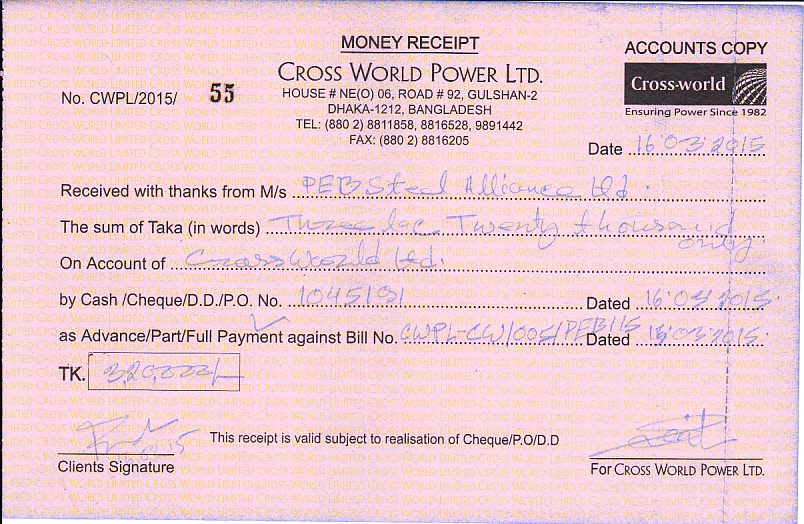 MONEY RECEIPT
ACCOUNTS COPY
CROSS WORLD POWER LTD.
Cross-world
Ensuring Power Since 1982
No. CWPL/2015/ 55
HOUSE # NE(O) 06, ROAD # 92, GULSHAN-2
DHAKA-1212, BANGLADESH
TEL: (880 2) 8811858, 8816528, 9891442
FAX: (880 2) 8816205
Date 16'03'2015
Received with thanks from M/s PEB Steel Alliance Ltd.
The sum of Taka (in words) Three lac Twenty thousand only.
On Account of Cross World Ltd.
by Cash /Cheque/D.D./P.O. No. 1045191 Dated 16'03'2015
as Advance/Part/Full Payment against Bill No. CWPL-CW/005/PEB/15 Dated 16'03'2015
TK. 320,000/-
This receipt is valid subject to realisation of Cheque/P.O/D.D
Clients Signature
For CROSS WORLD POWER LTD.